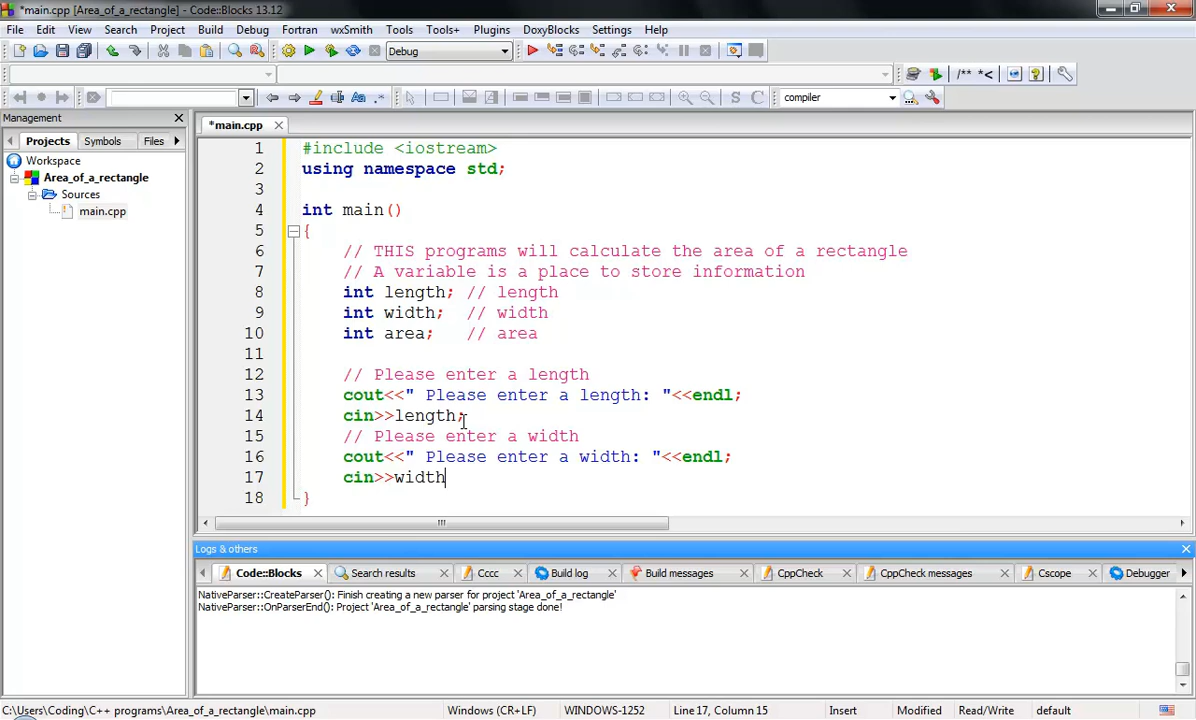 *main.cpp [Area_of_a_rectangle] - Code::Blocks 13.12
File Edit View Search Project Build Debug Fortran wxSmith Tools Tools+ Plugins DoxyBlocks Settings Help
Debug
/** *<
compiler
Management
Projects Symbols Files
*main.cpp
Workspace
Area_of_a_rectangle
Sources
main.cpp
1 #include <iostream>
2 using namespace std;
3
4 int main()
5 {
6 // THIS programs will calculate the area of a rectangle
7 // A variable is a place to store information
8 int length; // length
9 int width; // width
10 int area; // area
11
12 // Please enter a length
13 cout<<" Please enter a length: "<<endl;
14 cin>>length;
15 // Please enter a width
16 cout<<" Please enter a width: "<<endl;
17 cin>>width
18 }
Logs & others
Code::Blocks Search results Cccc Build log Build messages CppCheck CppCheck messages Cscope Debugger
NativeParser::CreateParser(): Finish creating a new parser for project 'Area_of_a_rectangle'
NativeParser::OnParserEnd(): Project 'Area_of_a_rectangle' parsing stage done!
C:\Users\Coding\C++ programs\Area_of_a_rectangle\main.cpp Windows (CR+LF) WINDOWS-1252 Line 17, Column 15 Insert Modified Read/Write default